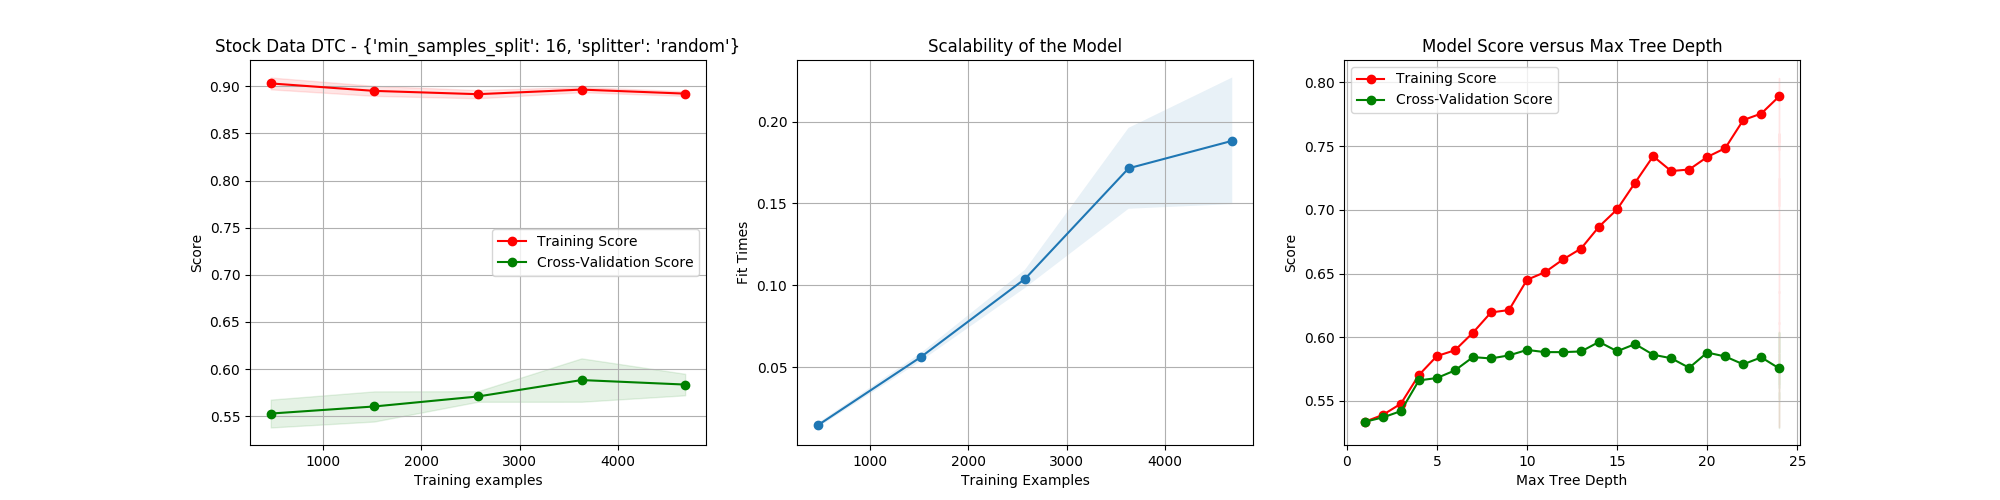 Stock Data DTC - {'min_samples_split': 16, 'splitter': 'random'}
0.90
0.85
0.80
0.75
0.70
0.65
0.60
0.55
Score
Training Score
Cross-Validation Score
1000 2000 3000 4000
Training examples
Scalability of the Model
0.20
0.15
0.10
0.05
Fit Times
1000 2000 3000 4000
Training Examples
Model Score versus Max Tree Depth
Training Score
Cross-Validation Score
0.80
0.75
0.70
0.65
0.60
0.55
Score
0 5 10 15 20 25
Max Tree Depth